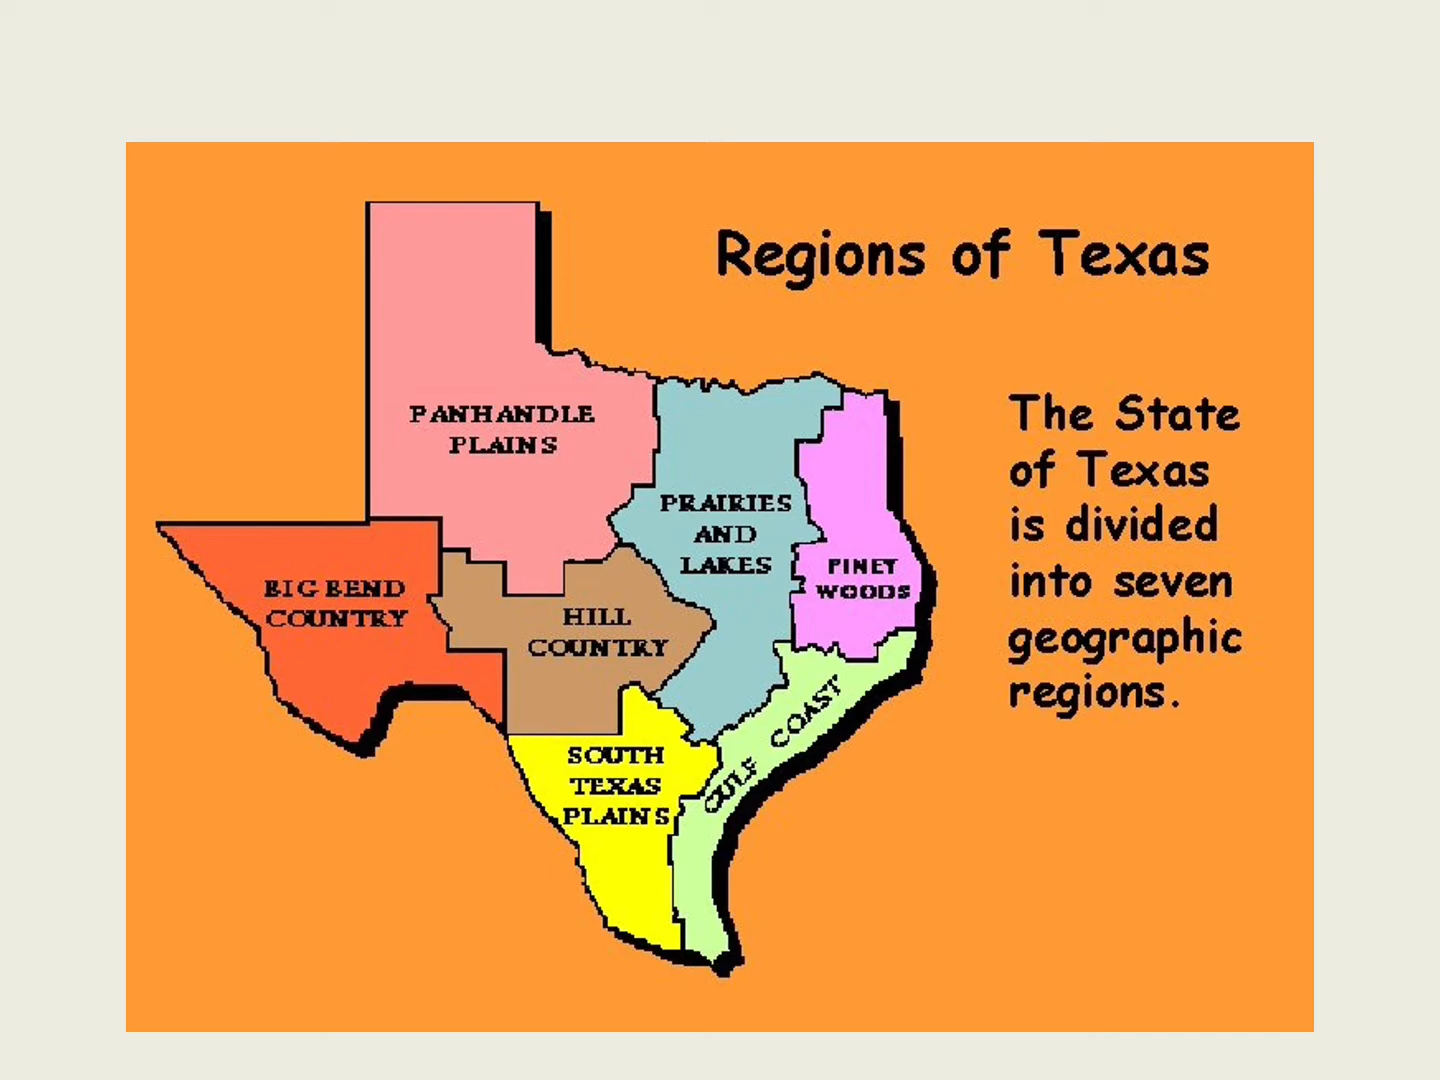 Regions of Texas
The State
of Texas
is divided
into seven
geographic
regions.
PANHANDLE
PLAINS
PRAIRIES
AND
LAKES
PINEY
WOODS
BIG BEND
COUNTRY
HILL
COUNTRY
GULF COAST
SOUTH
TEXAS
PLAINS